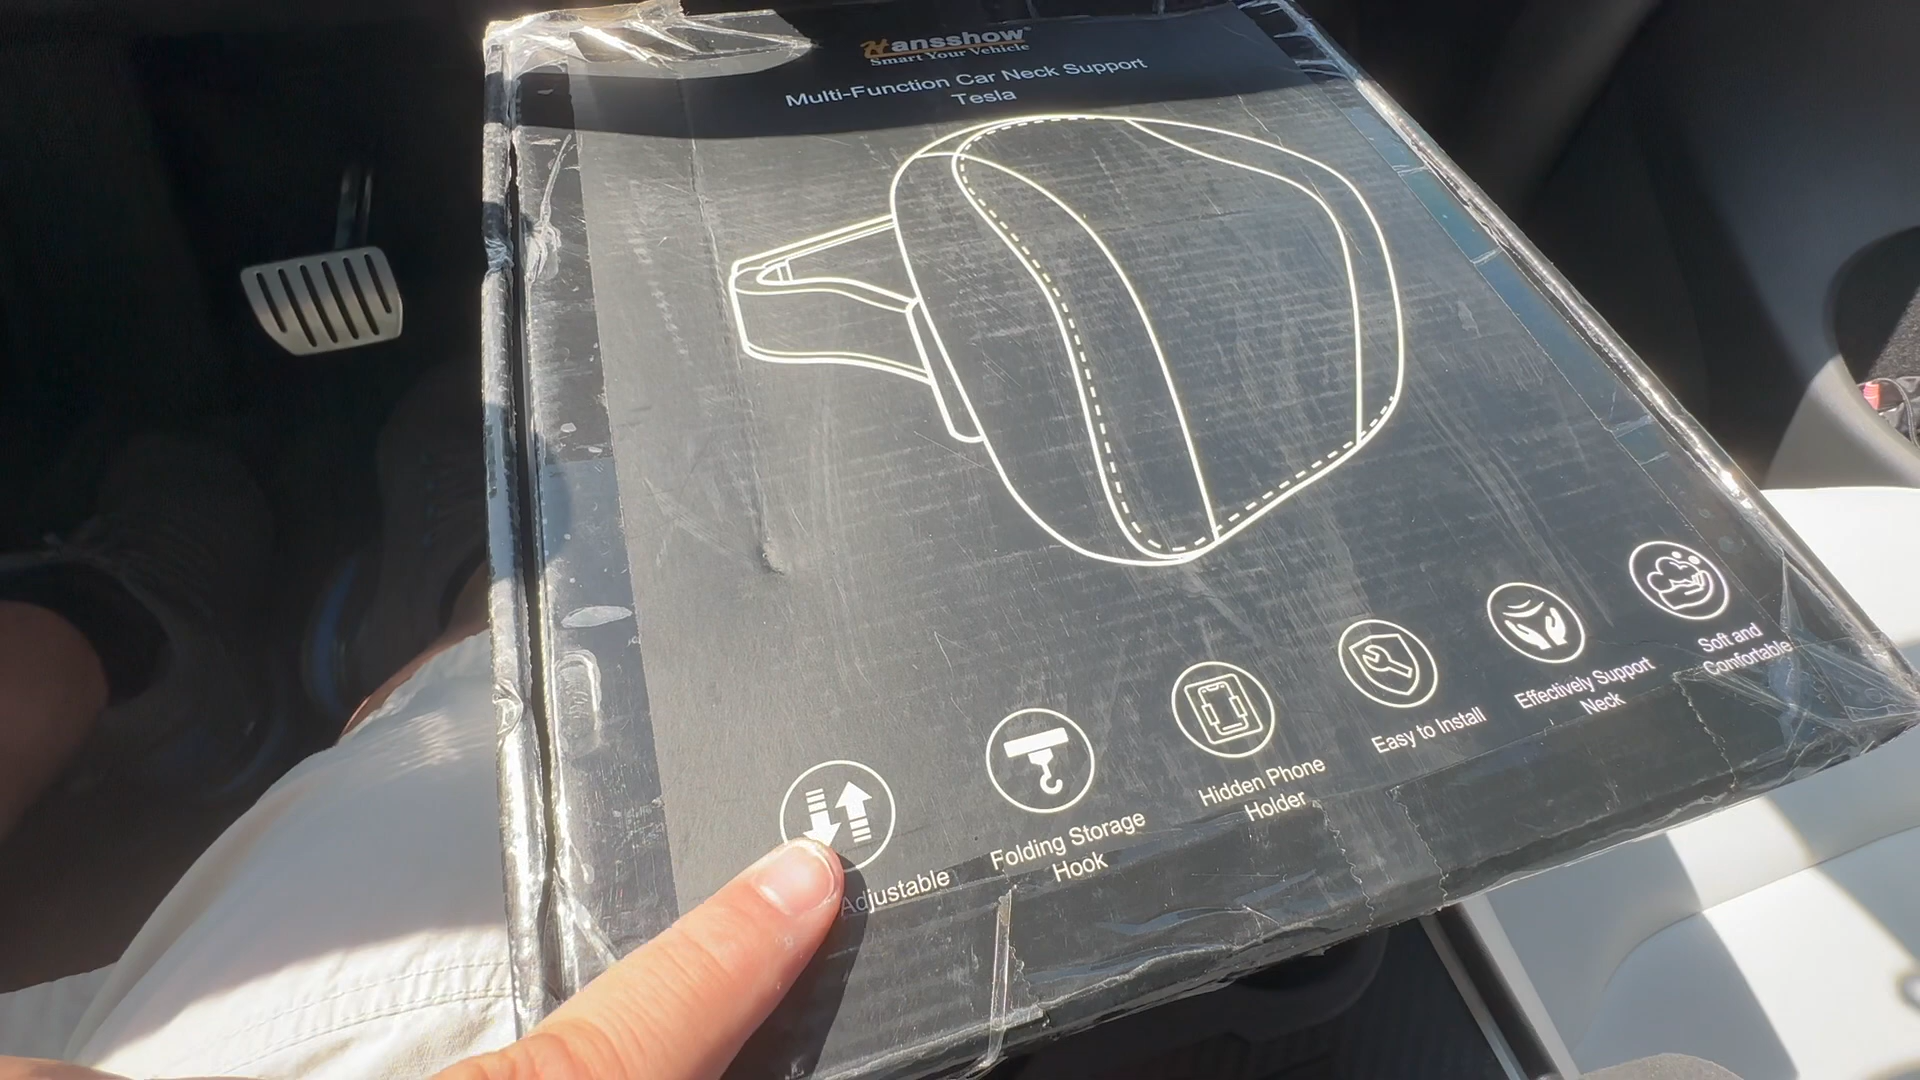 Hansshow
Smart Your Vehicle
Multi-Function Car Neck Support
Tesla
Adjustable
Folding Storage
Hook
Hidden Phone
Holder
Easy to Install
Effectively Support
Neck
Soft and
Comfortable